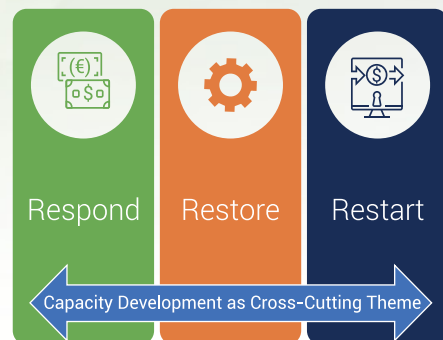 (€)
$
$
Respond
Restore
Restart
Capacity Development as Cross-Cutting Theme